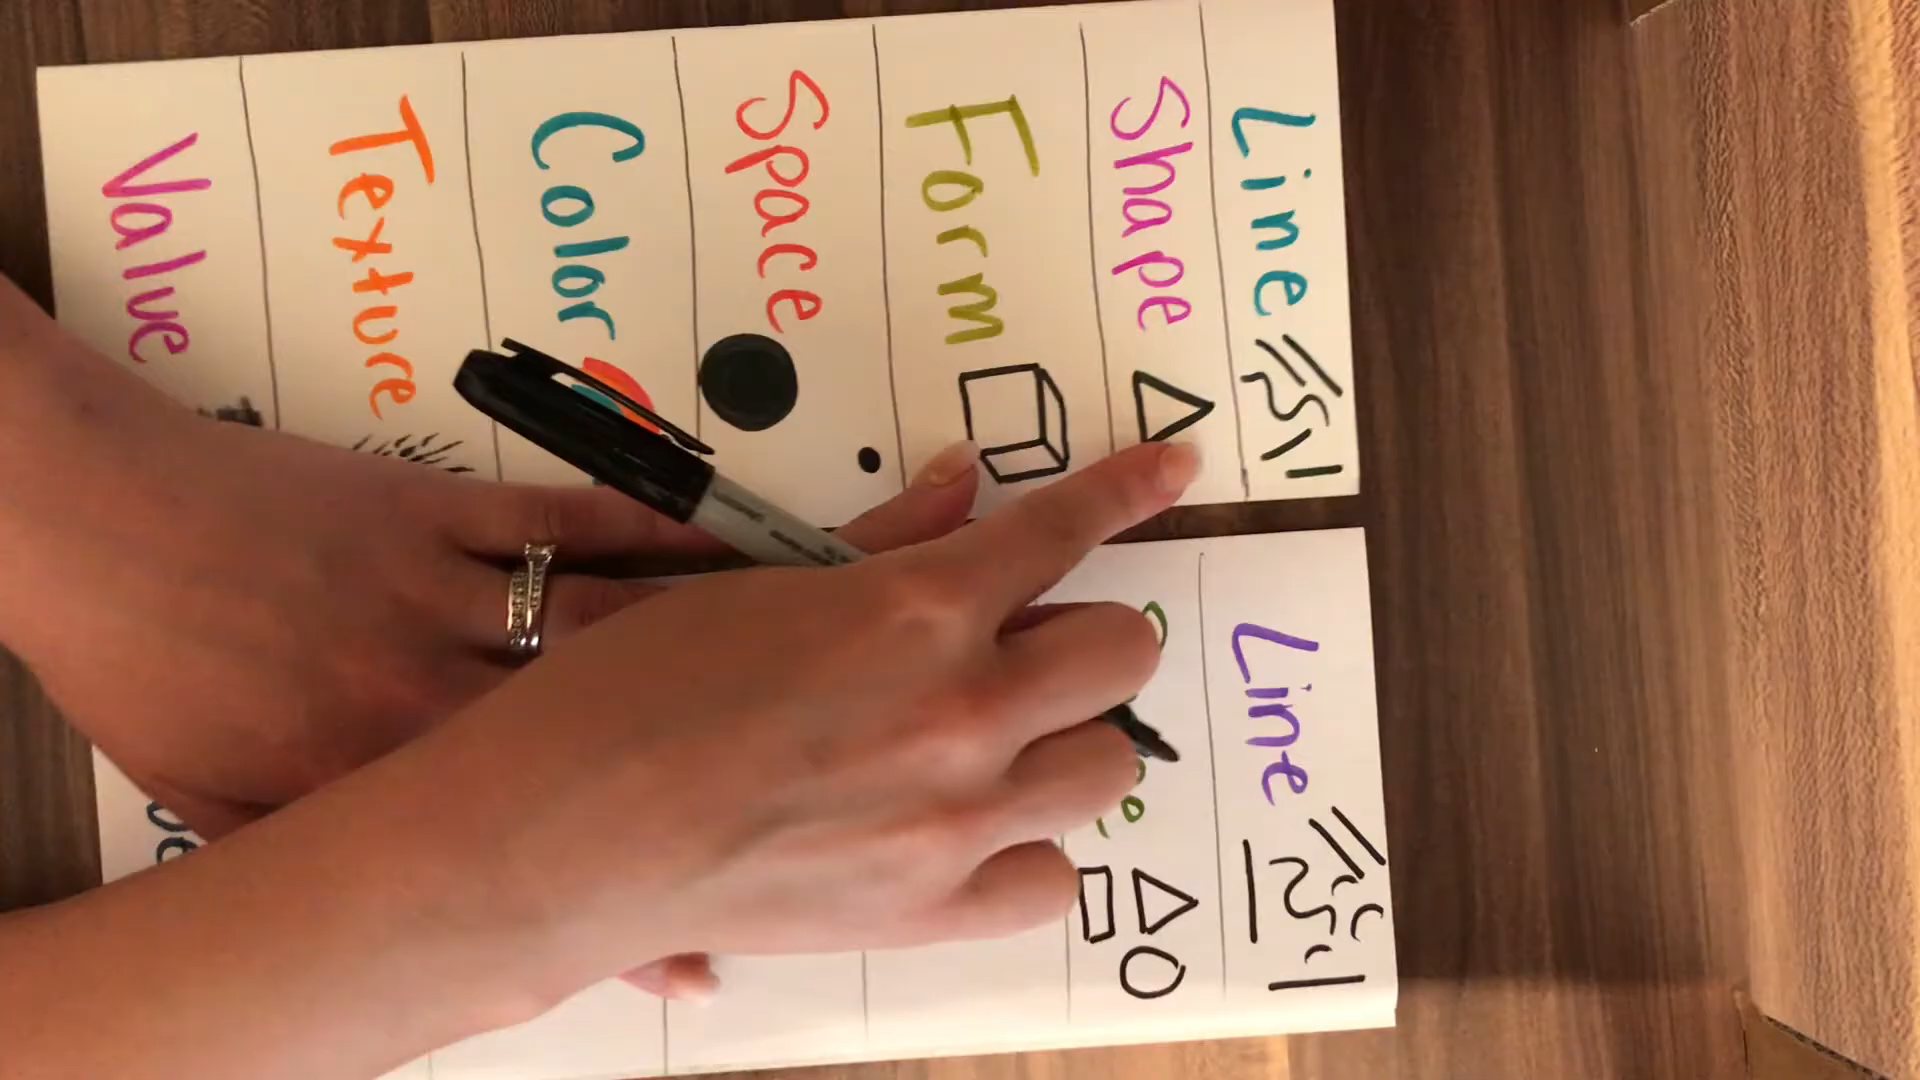 Line
Shape
Form
Space
Color
Texture
Value
Line